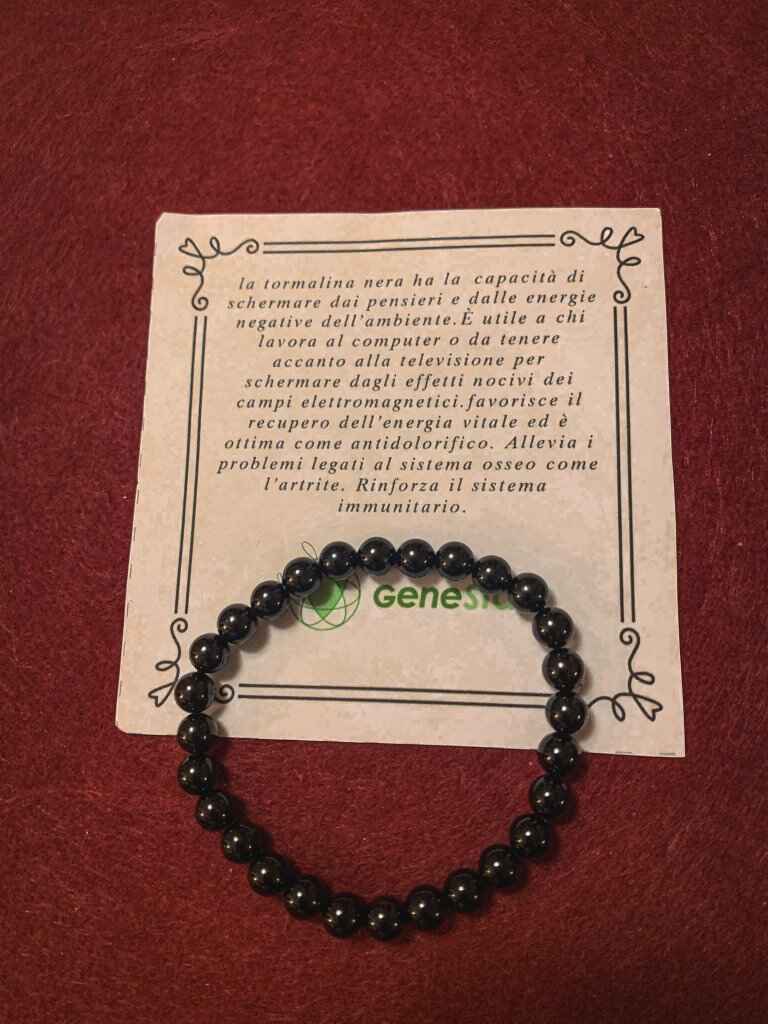 la tormalina nera ha la capacità di
schermare dai pensieri e dalle energie
negative dell'ambiente.È utile a chi
lavora al computer o da tenere
accanto alla televisione per
schermare dagli effetti nocivi dei
campi elettromagnetici.favorisce il
recupero dell'energia vitale ed è
ottima come antidolorifico. Allevia i
problemi legati al sistema osseo come
l'artrite. Rinforza il sistema
immunitario.